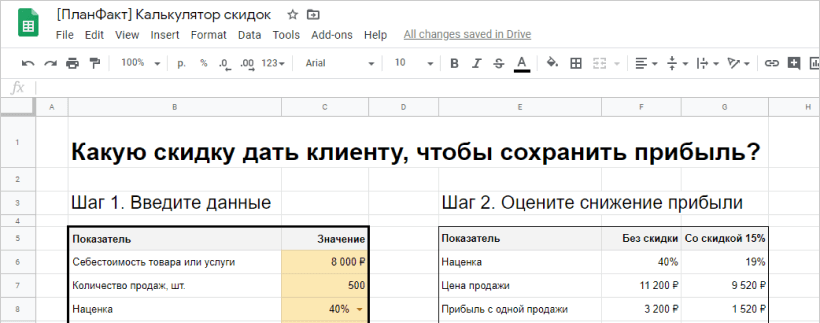 [ПланФакт] Калькулятор скидок
File Edit View Insert Format Data Tools Add-ons Help All changes saved in Drive
100% р. % .0 .00 123 Arial 10 B I S A
fx
A B C D E F G H
1 Какую скидку дать клиенту, чтобы сохранить прибыль?
2
3 Шаг 1. Введите данные Шаг 2. Оцените снижение прибыли
4
5 Показатель Значение Показатель Без скидки Со скидкой 15%
6 Себестоимость товара или услуги 8 000 ₽ Наценка 40% 19%
7 Количество продаж, шт. 500 Цена продажи 11 200 ₽ 9 520 ₽
8 Наценка 40% Прибыль с одной продажи 3 200 ₽ 1 520 ₽